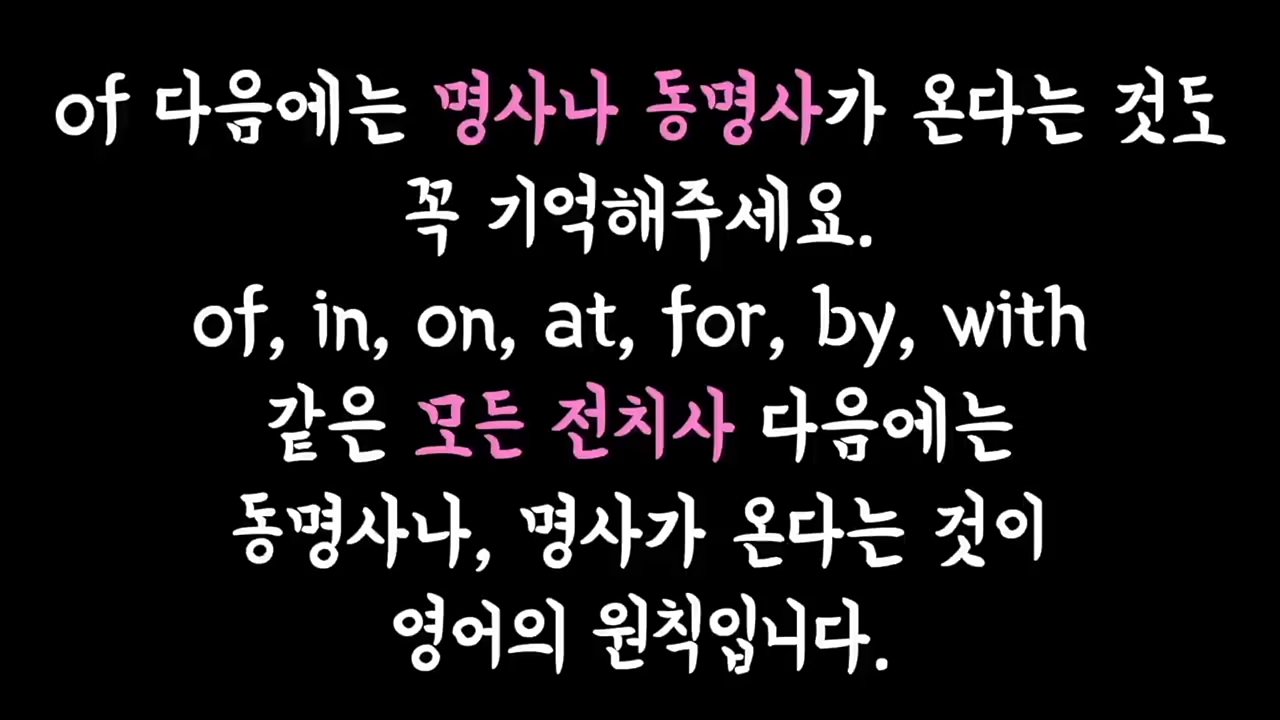 of 다음에는 명사나 동명사가 온다는 것도
꼭 기억해주세요.
of, in, on, at, for, by, with
같은 모든 전치사 다음에는
동명사나, 명사가 온다는 것이
영어의 원칙입니다.